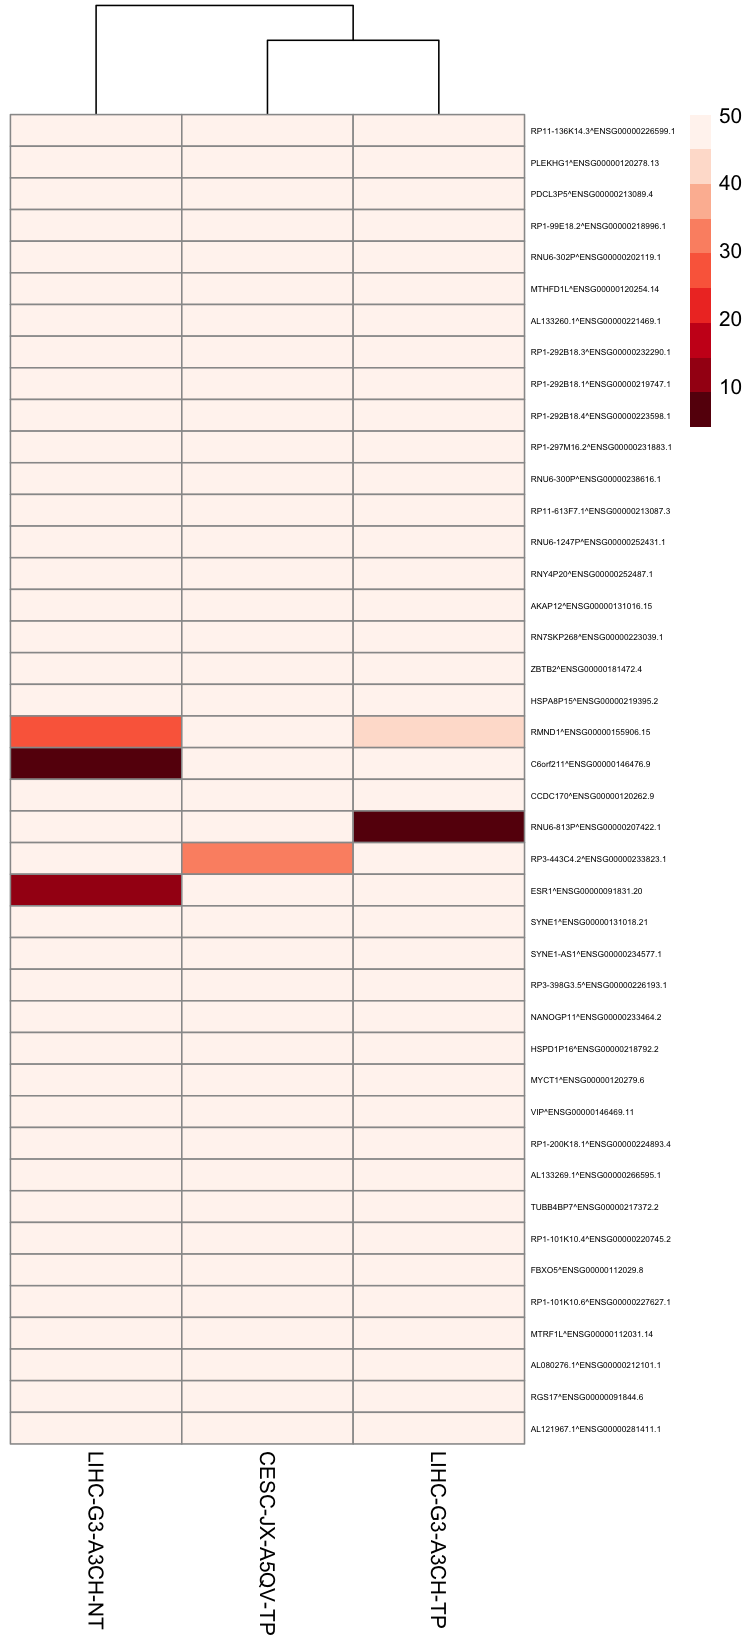 50
40
30
20
10
RP11-136K14.3^ENSG00000226599.1
PLEKHG1^ENSG00000120278.13
PDCL3P5^ENSG00000213089.4
RP1-99E18.2^ENSG00000218996.1
RNU6-302P^ENSG00000202119.1
MTHFD1L^ENSG00000120254.14
AL133260.1^ENSG00000221469.1
RP1-292B18.3^ENSG00000232290.1
RP1-292B18.1^ENSG00000219747.1
RP1-292B18.4^ENSG00000223598.1
RP1-297M16.2^ENSG00000231883.1
RNU6-300P^ENSG00000238616.1
RP11-613F7.1^ENSG00000213087.3
RNU6-1247P^ENSG00000252431.1
RNY4P20^ENSG00000252487.1
AKAP12^ENSG00000131016.15
RN7SKP268^ENSG00000223039.1
ZBTB2^ENSG00000181472.4
HSPA8P15^ENSG00000219395.2
RMND1^ENSG00000155906.15
C6orf211^ENSG00000146476.9
CCDC170^ENSG00000120262.9
RNU6-813P^ENSG00000207422.1
RP3-443C4.2^ENSG00000233823.1
ESR1^ENSG00000091831.20
SYNE1^ENSG00000131018.21
SYNE1-AS1^ENSG00000234577.1
RP3-398G3.5^ENSG00000226193.1
NANOGP11^ENSG00000233464.2
HSPD1P16^ENSG00000218792.2
MYCT1^ENSG00000120279.6
VIP^ENSG00000146469.11
RP1-200K18.1^ENSG00000224893.4
AL133269.1^ENSG00000266595.1
TUBB4BP7^ENSG00000217372.2
RP1-101K10.4^ENSG00000220745.2
FBXO5^ENSG00000112029.8
RP1-101K10.6^ENSG00000227627.1
MTRF1L^ENSG00000112031.14
AL080276.1^ENSG00000212101.1
RGS17^ENSG00000091844.6
AL121967.1^ENSG00000281411.1
LIHC-G3-A3CH-NT
CESC-JX-A5QV-TP
LIHC-G3-A3CH-TP